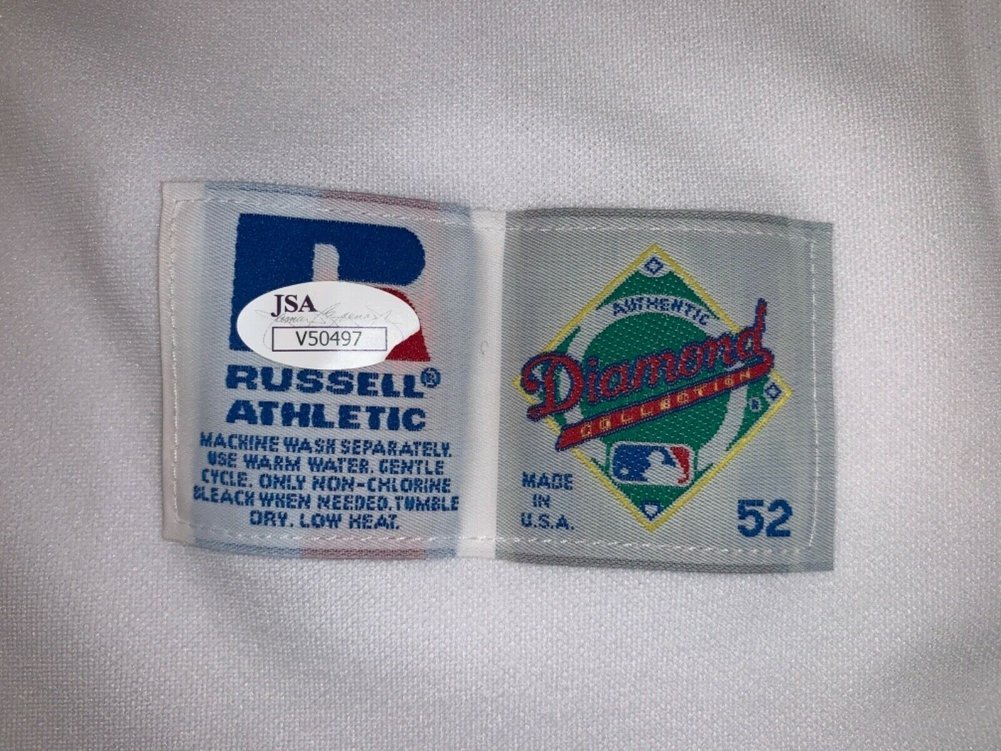 JSA
V50497
RUSSELL®
ATHLETIC
MACHINE WASH SEPARATELY.
USE WARM WATER. GENTLE
CYCLE. ONLY NON-CHLORINE
BLEACH WHEN NEEDED. TUMBLE
DRY. LOW HEAT.
AUTHENTIC
Diamond
COLLECTION
MADE
IN
U.S.A.
52